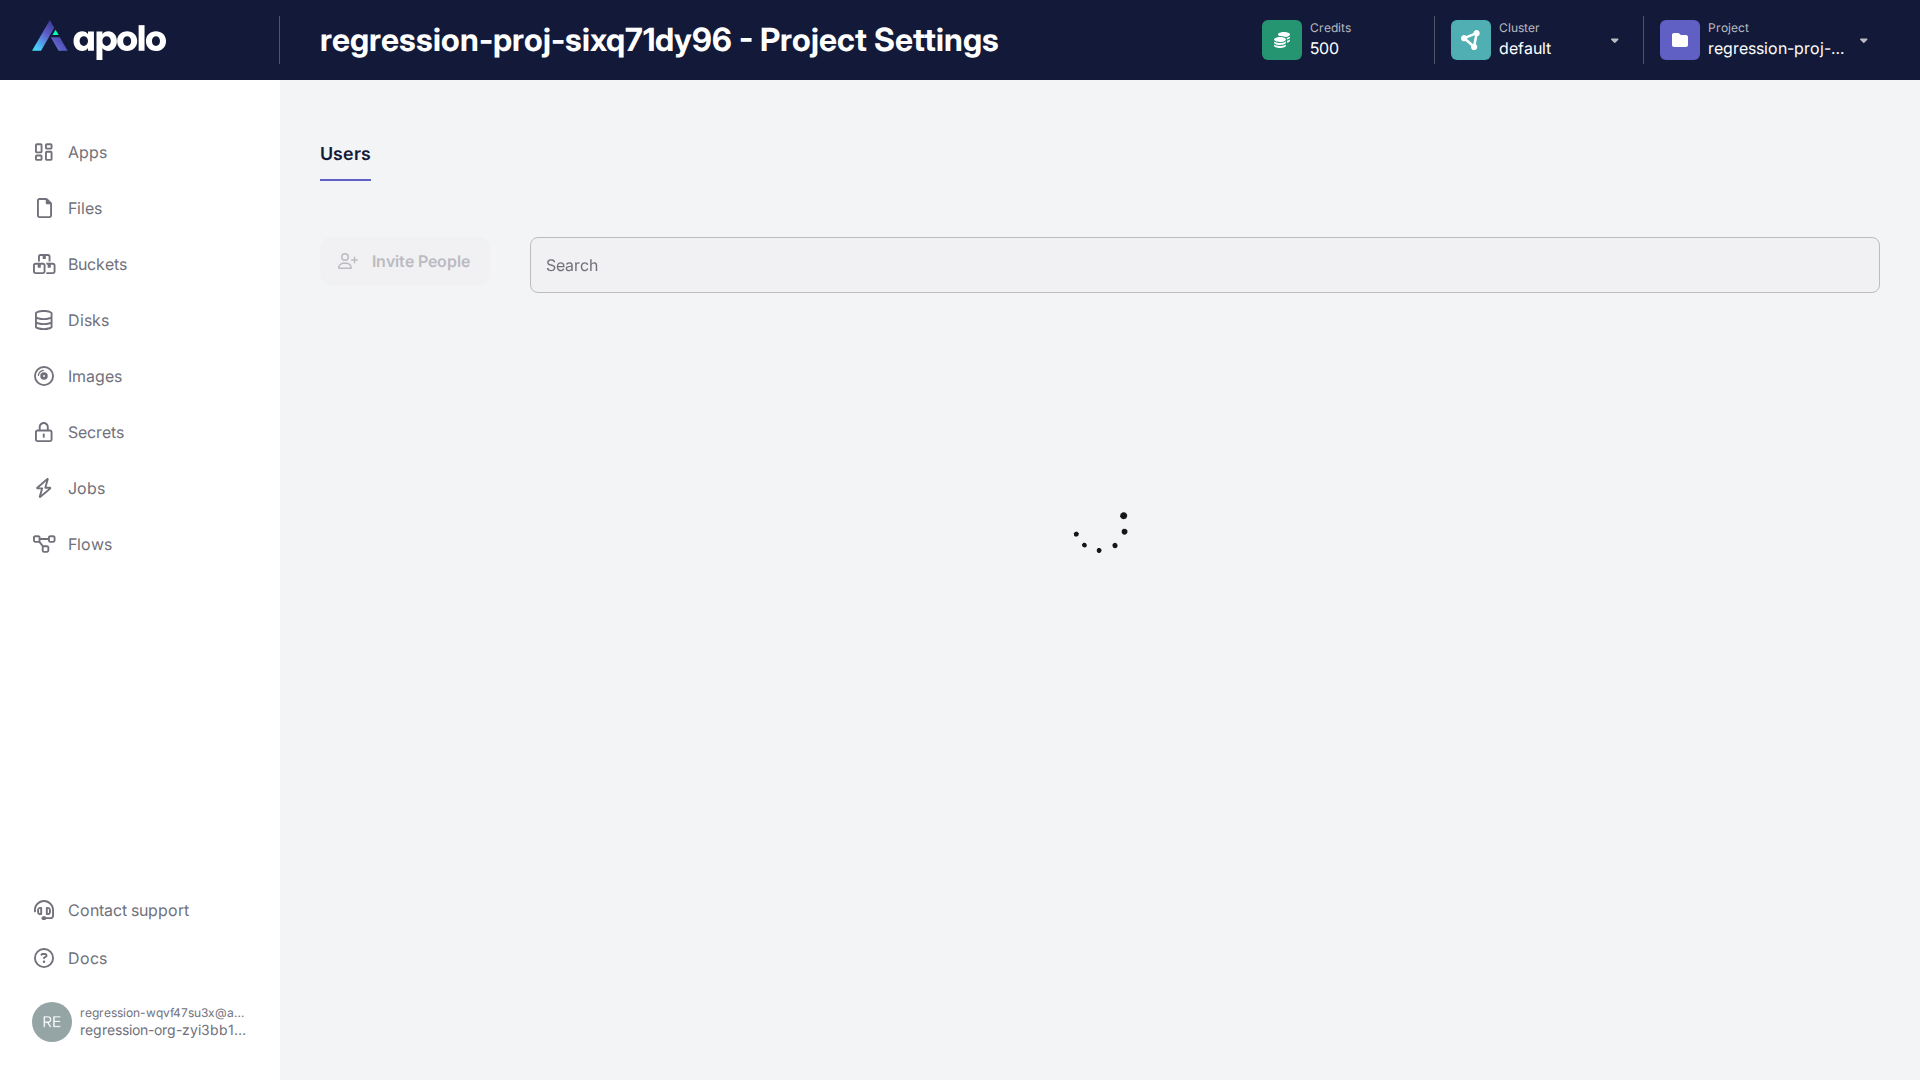 apolo
regression-proj-sixq71dy96 - Project Settings
Credits
500
Cluster
default
Project
regression-proj-...
Apps
Files
Buckets
Disks
Images
Secrets
Jobs
Flows
Users
Invite People
Search
Contact support
Docs
RE
regression-wqvf47su3x@a...
regression-org-zyi3bb1...